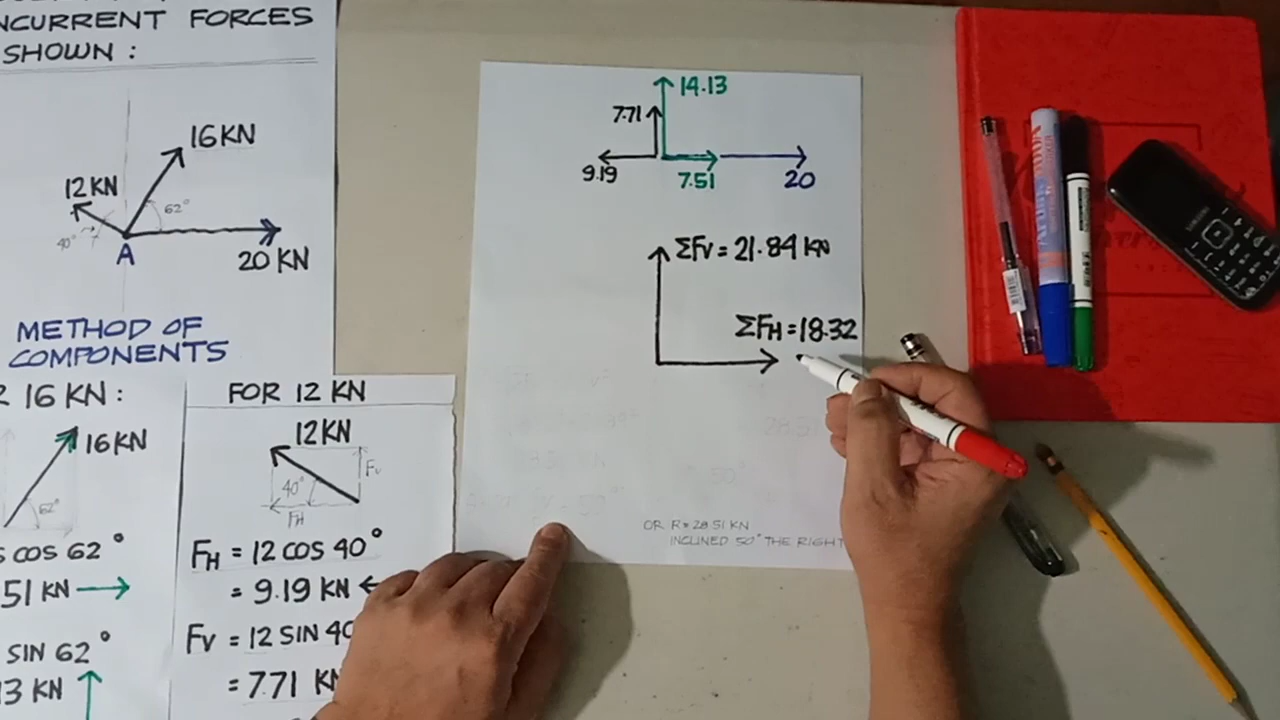 NCURRENT FORCES
SHOWN :
16 KN
12 KN
62°
40°
A
20 KN
METHOD OF
COMPONENTS
R 16 KN :
16 KN
62°
S COS 62°
51 KN →
SIN 62°
13 KN ↑
FOR 12 KN
12 KN
Fv
40°
FH
FH = 12 COS 40°
= 9.19 KN ←
Fv = 12 SIN 40
= 7.71 KN
14.13
7.71
9.19
7.51
20
ΣFv = 21.84 KN
ΣFH = 18.32
OR R = 28.51 KN
INCLINED 50° THE RIGHT